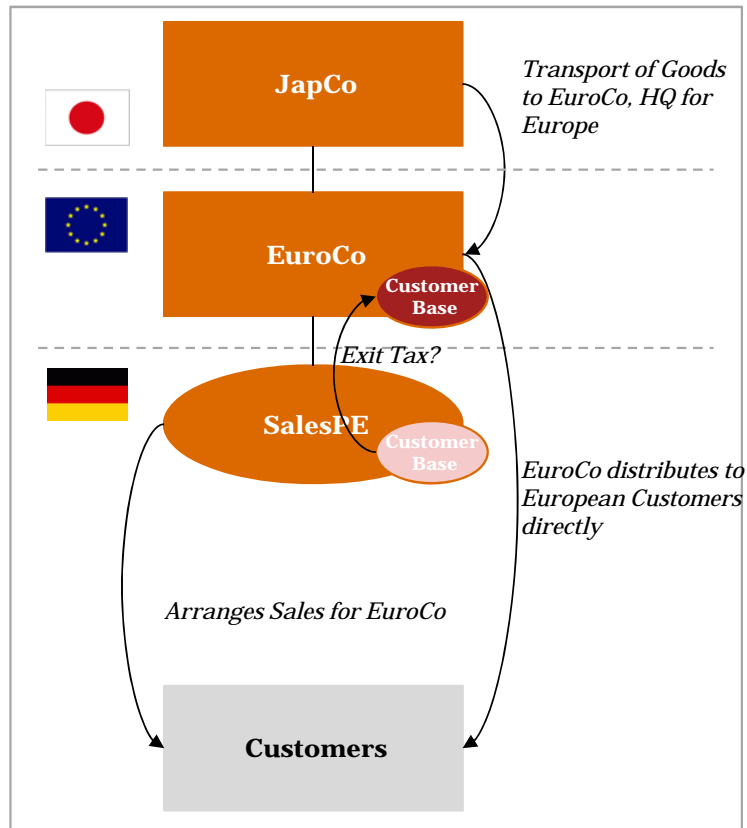 JapCo
Transport of Goods
to EuroCo, HQ for
Europe
EuroCo
Customer
Base
Exit Tax?
SalesPE
Customer
Base
EuroCo distributes to
European Customers
directly
Arranges Sales for EuroCo
Customers